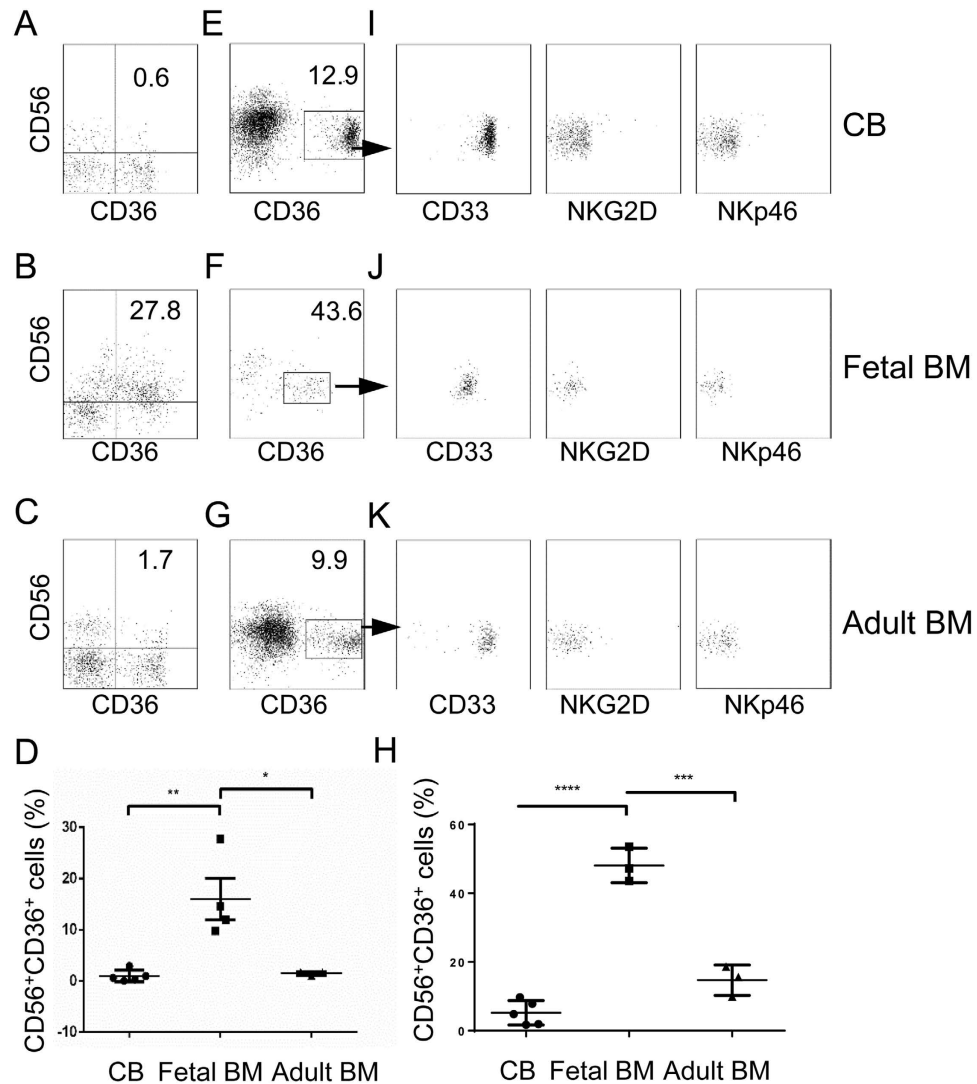 A E I
CD56 0.6 12.9 CB
CD36 CD36 CD33 NKG2D NKp46
B F J
CD56 27.8 43.6 Fetal BM
CD36 CD36 CD33 NKG2D NKp46
C G K
CD56 1.7 9.9 Adult BM
CD36 CD36 CD33 NKG2D NKp46
D
CD56⁺CD36⁺ cells (%)
** *
30
20
10
0
-10
CB Fetal BM Adult BM
H
CD56⁺CD36⁺ cells (%)
**** ***
60
40
20
0
CB Fetal BM Adult BM